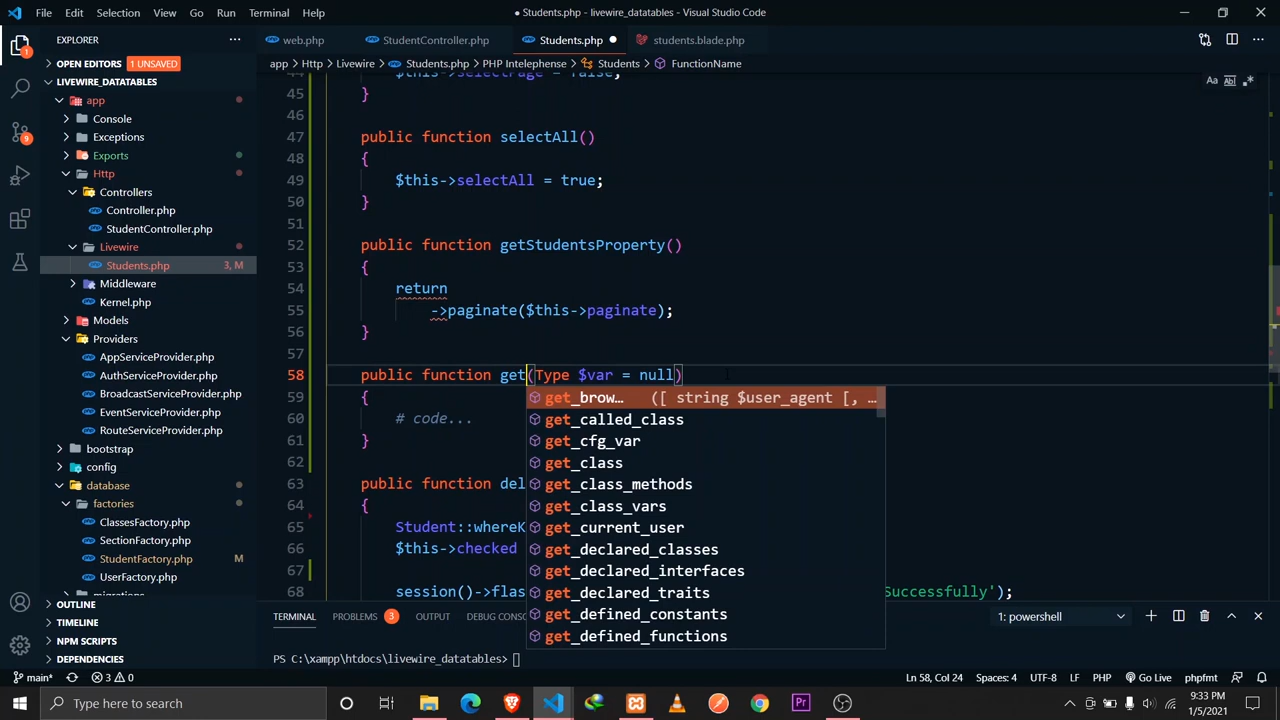 File Edit Selection View Go Run Terminal Help
● Students.php - livewire_datatables - Visual Studio Code
EXPLORER
OPEN EDITORS 1 UNSAVED
LIVEWIRE_DATATABLES
app
Console
Exceptions
Exports
Http
Controllers
Controller.php
StudentController.php
Livewire
Students.php 3, M
Middleware
Kernel.php
Models
Providers
AppServiceProvider.php
AuthServiceProvider.php
BroadcastServiceProvider.php
EventServiceProvider.php
RouteServiceProvider.php
bootstrap
config
database
factories
ClassesFactory.php
SectionFactory.php
StudentFactory.php M
UserFactory.php
migrations
OUTLINE
TIMELINE
NPM SCRIPTS
DEPENDENCIES
web.php StudentController.php Students.php students.blade.php
app > Http > Livewire > Students.php > PHP Intelephense > Students > FunctionName
44 $this->selectPage = false;
45 }
46
47 public function selectAll()
48 {
49 $this->selectAll = true;
50 }
51
52 public function getStudentsProperty()
53 {
54 return
55 ->paginate($this->paginate);
56 }
57
58 public function get(Type $var = null)
59 {
60 # code...
61 }
62
63 public function del
64 {
65 Student::whereK
66 $this->checked
67
68 session()->flas Successfully');
get_brow… ([ string $user_agent [, …
get_called_class
get_cfg_var
get_class
get_class_methods
get_class_vars
get_current_user
get_declared_classes
get_declared_interfaces
get_declared_traits
get_defined_constants
get_defined_functions
TERMINAL PROBLEMS 3 OUTPUT DEBUG CONS
1: powershell
PS C:\xampp\htdocs\livewire_datatables>
main* 3 0
Ln 58, Col 24 Spaces: 4 UTF-8 LF PHP Go Live phpfmt
Type here to search
9:33 PM
1/5/2021